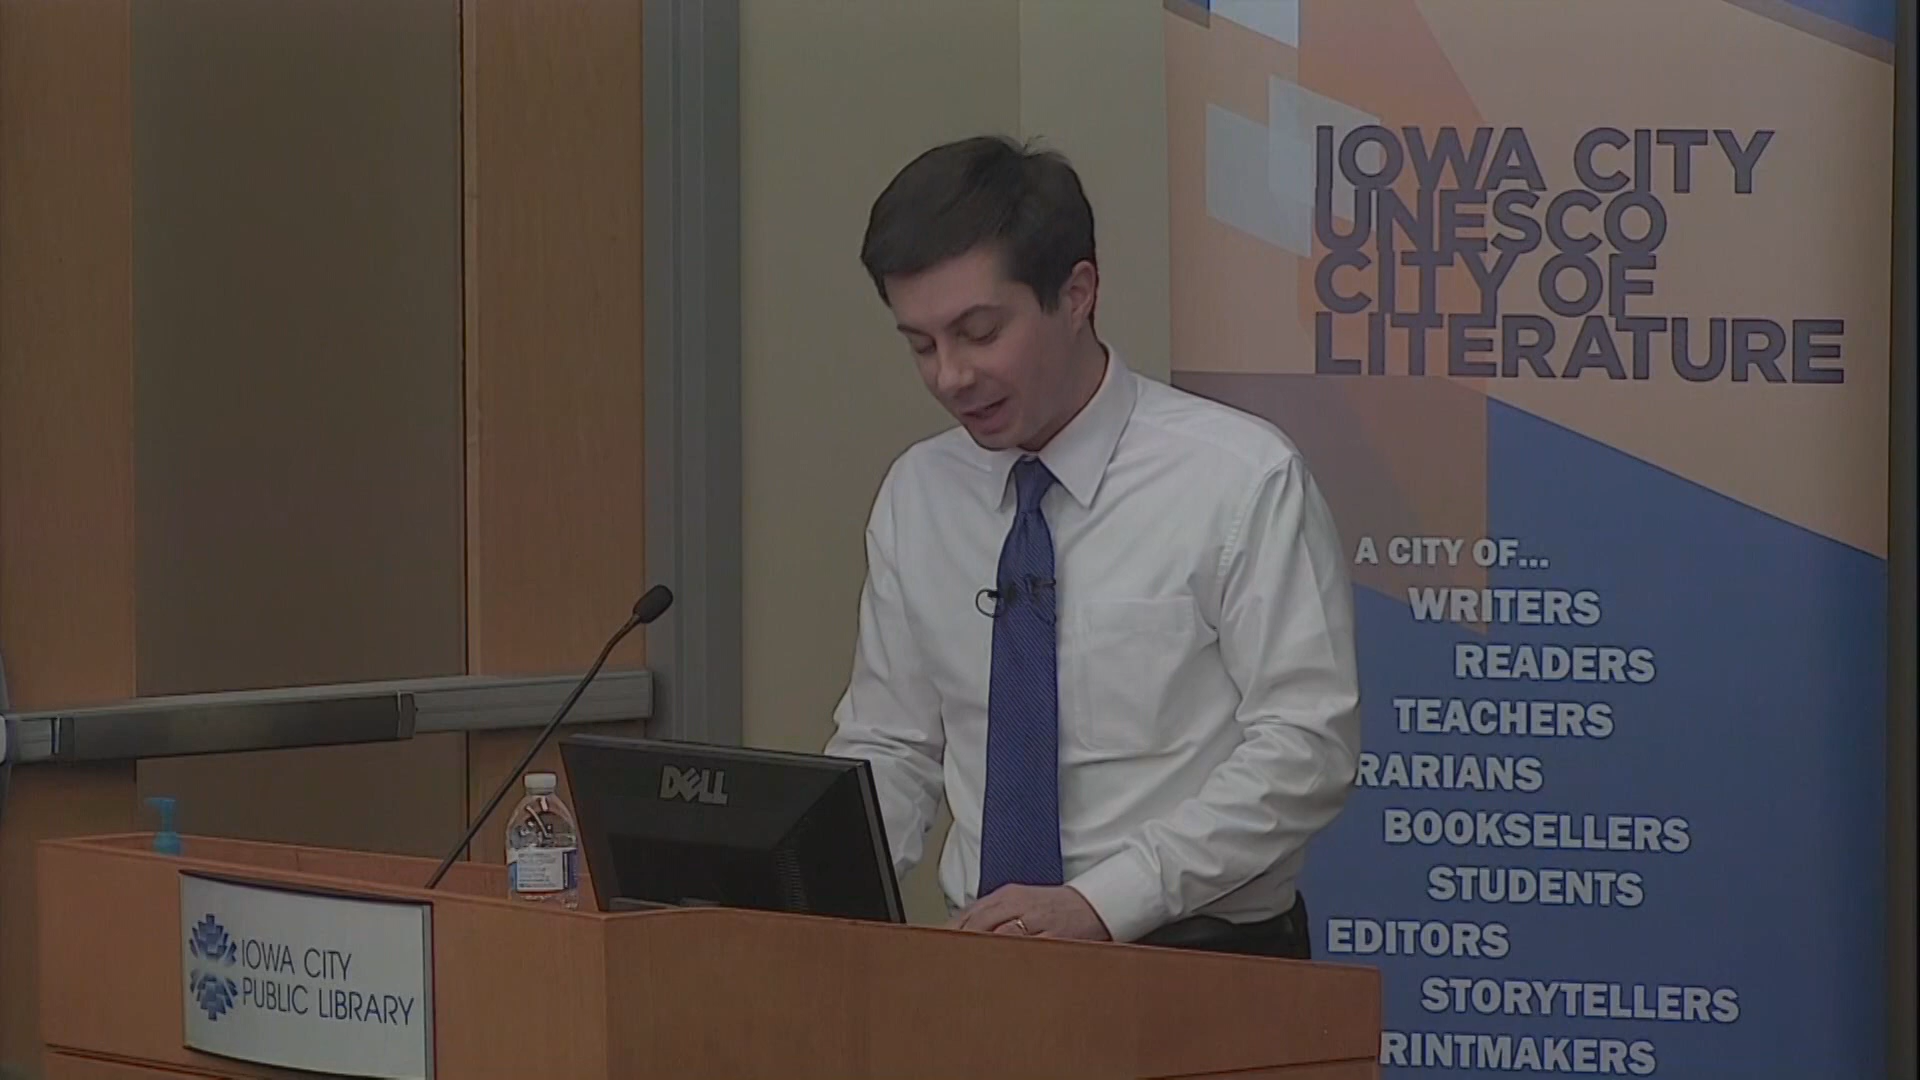 IOWA CITY
UNESCO
CITY OF
LITERATURE
A CITY OF...
WRITERS
READERS
TEACHERS
RARIANS
BOOKSELLERS
STUDENTS
EDITORS
STORYTELLERS
RINTMAKERS
DELL
IOWA CITY
PUBLIC LIBRARY